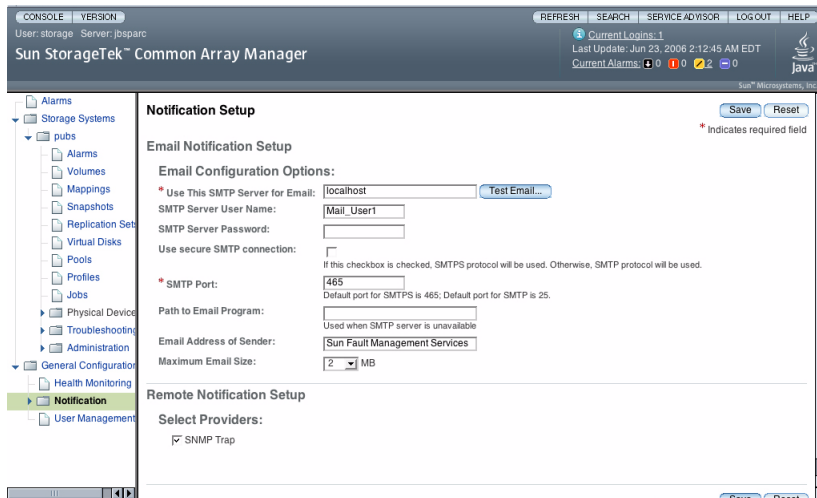 CONSOLE VERSION REFRESH SEARCH SERVICE ADVISOR LOG OUT HELP
User: storage Server: jbsparc
Current Logins: 1
Last Update: Jun 23, 2006 2:12:45 AM EDT
Sun StorageTek™ Common Array Manager
Current Alarms: 0 0 2 0
Java
Sun™ Microsystems, Inc
Alarms
Storage Systems
pubs
Alarms
Volumes
Mappings
Snapshots
Replication Sets
Virtual Disks
Pools
Profiles
Jobs
Physical Device
Troubleshooting
Administration
General Configuration
Health Monitoring
Notification
User Management
Notification Setup
Save Reset
* Indicates required field
Email Notification Setup
Email Configuration Options:
* Use This SMTP Server for Email: localhost Test Email...
SMTP Server User Name: Mail_User1
SMTP Server Password:
Use secure SMTP connection:
If this checkbox is checked, SMTPS protocol will be used. Otherwise, SMTP protocol will be used.
* SMTP Port: 465
Default port for SMTPS is 465; Default port for SMTP is 25.
Path to Email Program:
Used when SMTP server is unavailable
Email Address of Sender: Sun Fault Management Services
Maximum Email Size: 2 MB
Remote Notification Setup
Select Providers:
SNMP Trap
Save Reset